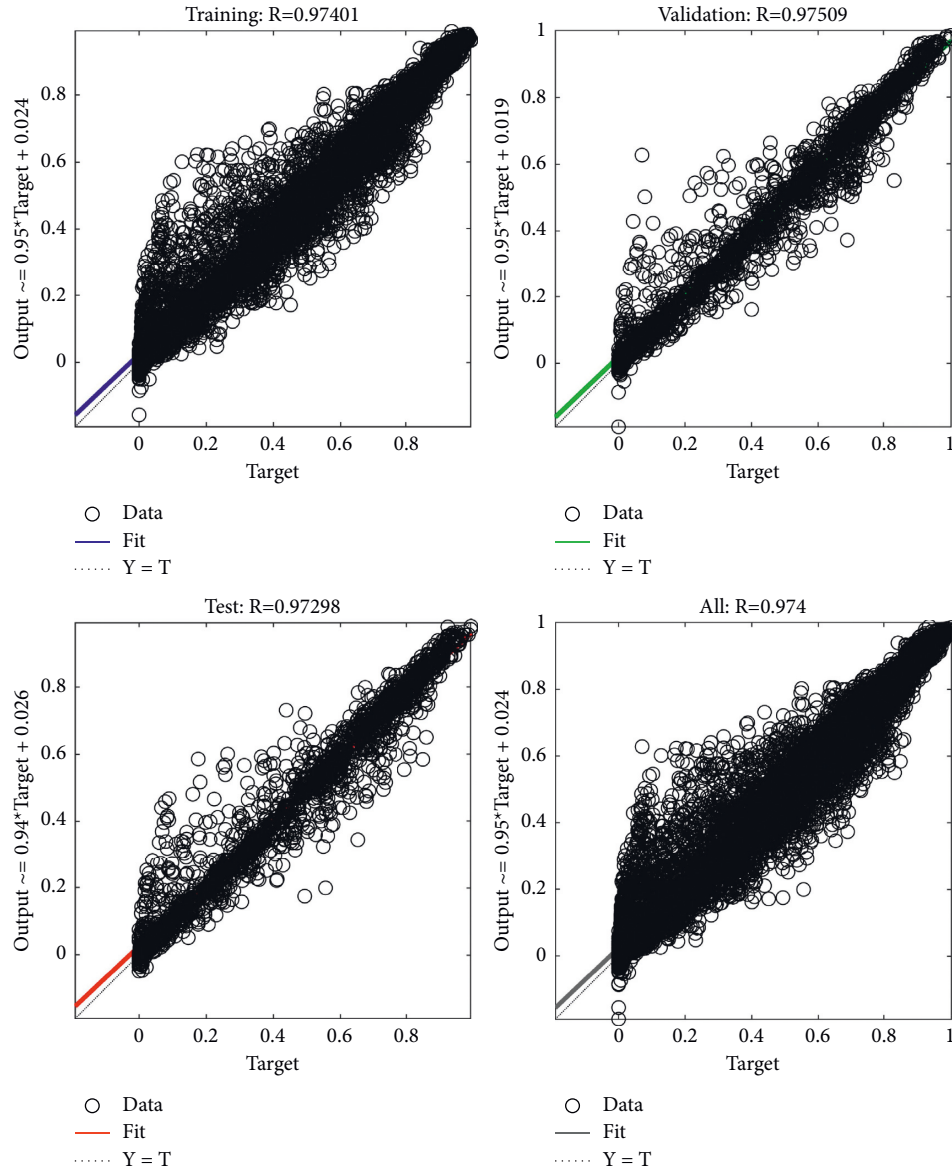 Training: R=0.97401
Output ~= 0.95*Target + 0.024
0.8
0.6
0.4
0.2
0
0 0.2 0.4 0.6 0.8
Target
Data
Fit
Y = T
Validation: R=0.97509
Output ~= 0.95*Target + 0.019
1
0.8
0.6
0.4
0.2
0
0 0.2 0.4 0.6 0.8 1
Target
Data
Fit
Y = T
Test: R=0.97298
Output ~= 0.94*Target + 0.026
0.8
0.6
0.4
0.2
0
0 0.2 0.4 0.6 0.8
Target
Data
Fit
Y = T
All: R=0.974
Output ~= 0.95*Target + 0.024
1
0.8
0.6
0.4
0.2
0
0 0.2 0.4 0.6 0.8 1
Target
Data
Fit
Y = T